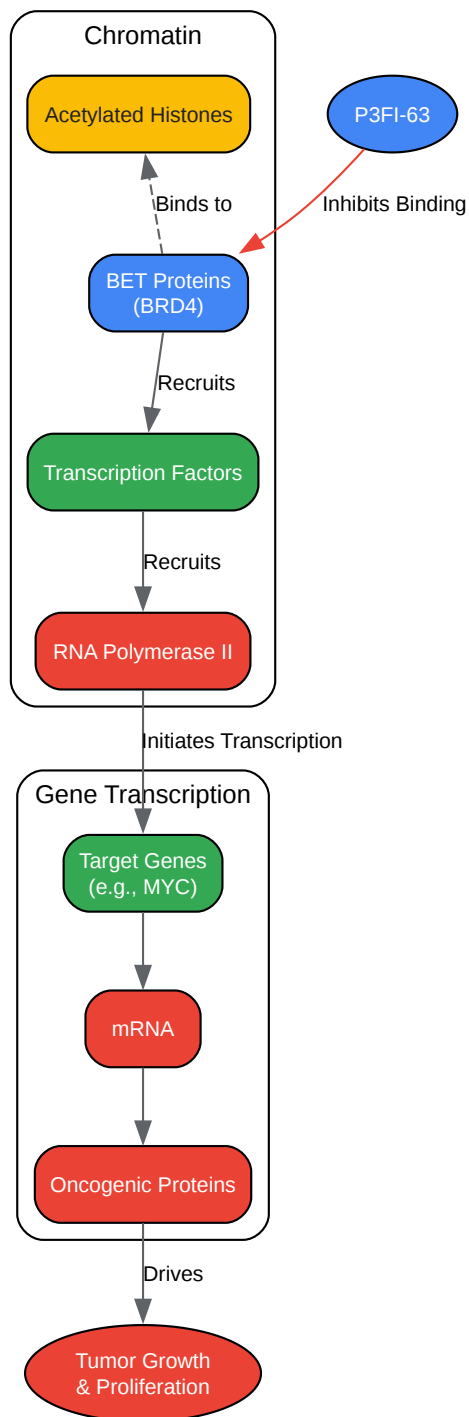 Chromatin
Acetylated Histones
P3FI-63
Binds to
Inhibits Binding
BET Proteins
(BRD4)
Recruits
Transcription Factors
Recruits
RNA Polymerase II
Initiates Transcription
Gene Transcription
Target Genes
(e.g., MYC)
mRNA
Oncogenic Proteins
Drives
Tumor Growth
& Proliferation